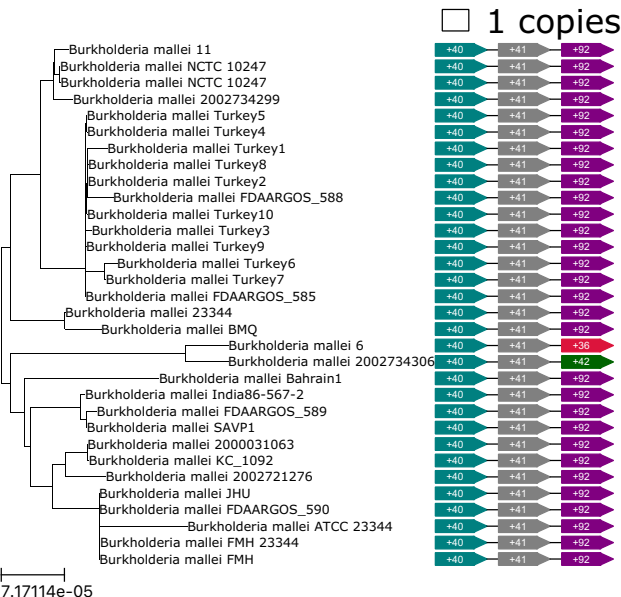 1 copies
Burkholderia mallei 11 +40 +41 +92
Burkholderia mallei NCTC 10247 +40 +41 +92
Burkholderia mallei NCTC 10247 +40 +41 +92
Burkholderia mallei 2002734299 +40 +41 +92
Burkholderia mallei Turkey5 +40 +41 +92
Burkholderia mallei Turkey4 +40 +41 +92
Burkholderia mallei Turkey1 +40 +41 +92
Burkholderia mallei Turkey8 +40 +41 +92
Burkholderia mallei Turkey2 +40 +41 +92
Burkholderia mallei FDAARGOS_588 +40 +41 +92
Burkholderia mallei Turkey10 +40 +41 +92
Burkholderia mallei Turkey3 +40 +41 +92
Burkholderia mallei Turkey9 +40 +41 +92
Burkholderia mallei Turkey6 +40 +41 +92
Burkholderia mallei Turkey7 +40 +41 +92
Burkholderia mallei FDAARGOS_585 +40 +41 +92
Burkholderia mallei 23344 +40 +41 +92
Burkholderia mallei BMQ +40 +41 +92
Burkholderia mallei 6 +40 +41 +36
Burkholderia mallei 2002734306 +40 +41 +42
Burkholderia mallei Bahrain1 +40 +41 +92
Burkholderia mallei India86-567-2 +40 +41 +92
Burkholderia mallei FDAARGOS_589 +40 +41 +92
Burkholderia mallei SAVP1 +40 +41 +92
Burkholderia mallei 2000031063 +40 +41 +92
Burkholderia mallei KC_1092 +40 +41 +92
Burkholderia mallei 2002721276 +40 +41 +92
Burkholderia mallei JHU +40 +41 +92
Burkholderia mallei FDAARGOS_590 +40 +41 +92
Burkholderia mallei ATCC 23344 +40 +41 +92
Burkholderia mallei FMH 23344 +40 +41 +92
Burkholderia mallei FMH +40 +41 +92
7.17114e-05